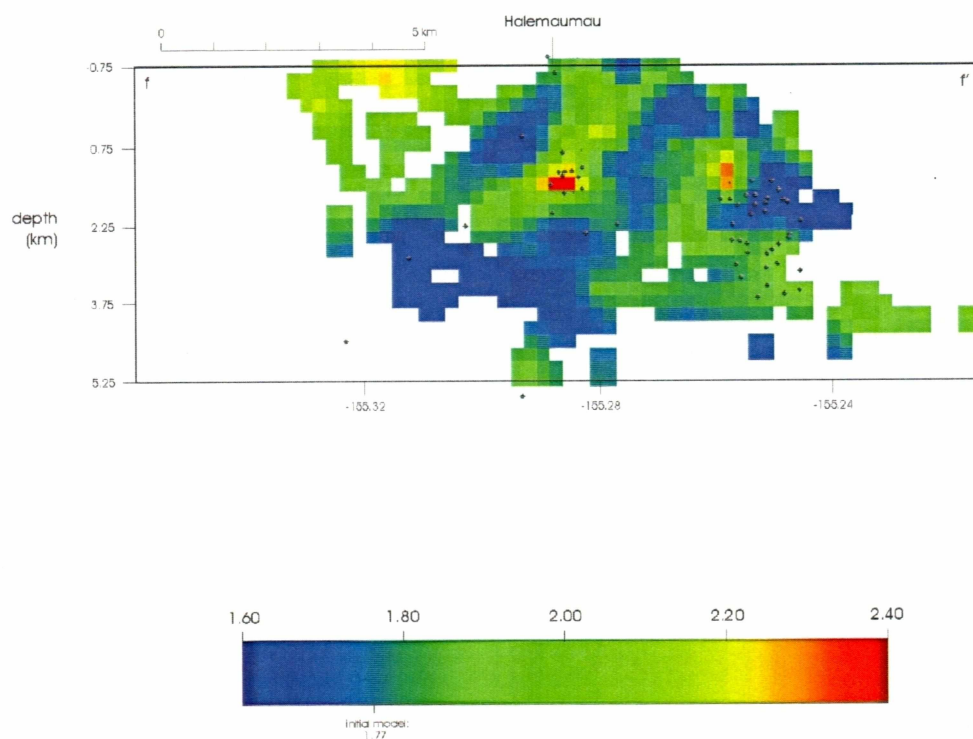 Halemaumau
0 5 km
-0.75
f f'
0.75
depth
(km)
2.25
3.75
5.25
-155.32 -155.28 -155.24
1.60 1.80 2.00 2.20 2.40
initial model:
1.77